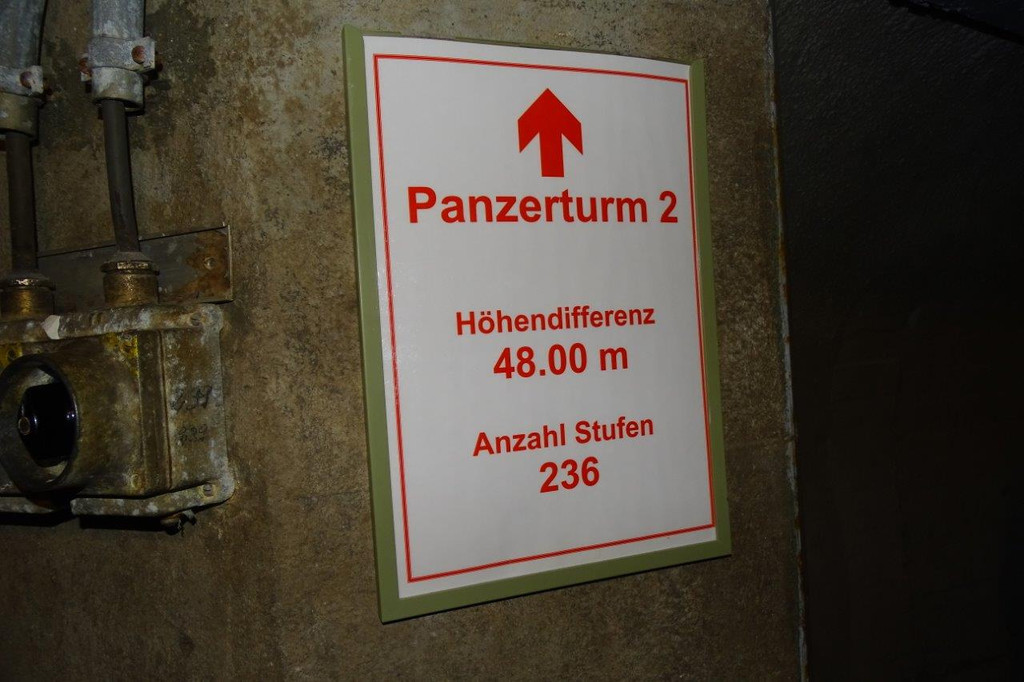 Panzerturm 2
Höhendifferenz
48.00 m
Anzahl Stufen
236